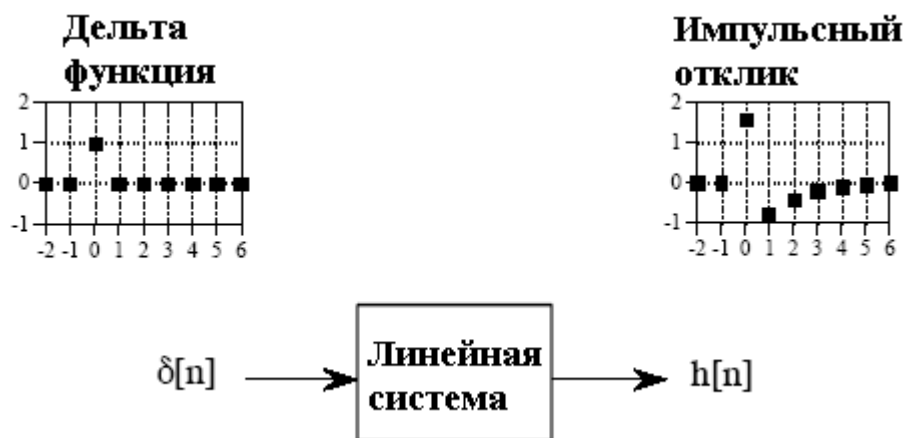 Дельта
функция
Импульсный
отклик
2
1
0
-1
-2 -1 0 1 2 3 4 5 6
2
1
0
-1
-2 -1 0 1 2 3 4 5 6
δ[n]
Линейная
система
h[n]